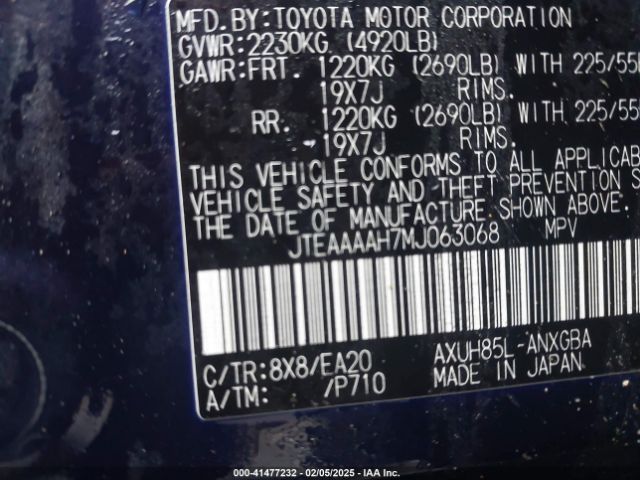 MFD. BY: TOYOTA MOTOR CORPORATION
GVWR: 2230KG (4920LB)
GAWR: FRT. 1220KG (2690LB) WITH 225/55
19X7J RIMS.
RR. 1220KG (2690LB) WITH 225/55
19X7J RIMS.
THIS VEHICLE CONFORMS TO ALL APPLICAB
VEHICLE SAFETY AND THEFT PREVENTION S
THE DATE OF MANUFACTURE SHOWN ABOVE.
JTEAAAAH7MJ063068 MPV
C/TR: 8X8/EA20 AXUH85L-ANXGBA
A/TM: /P710 MADE IN JAPAN
000-41477232 - 02/05/2025 - IAA Inc.